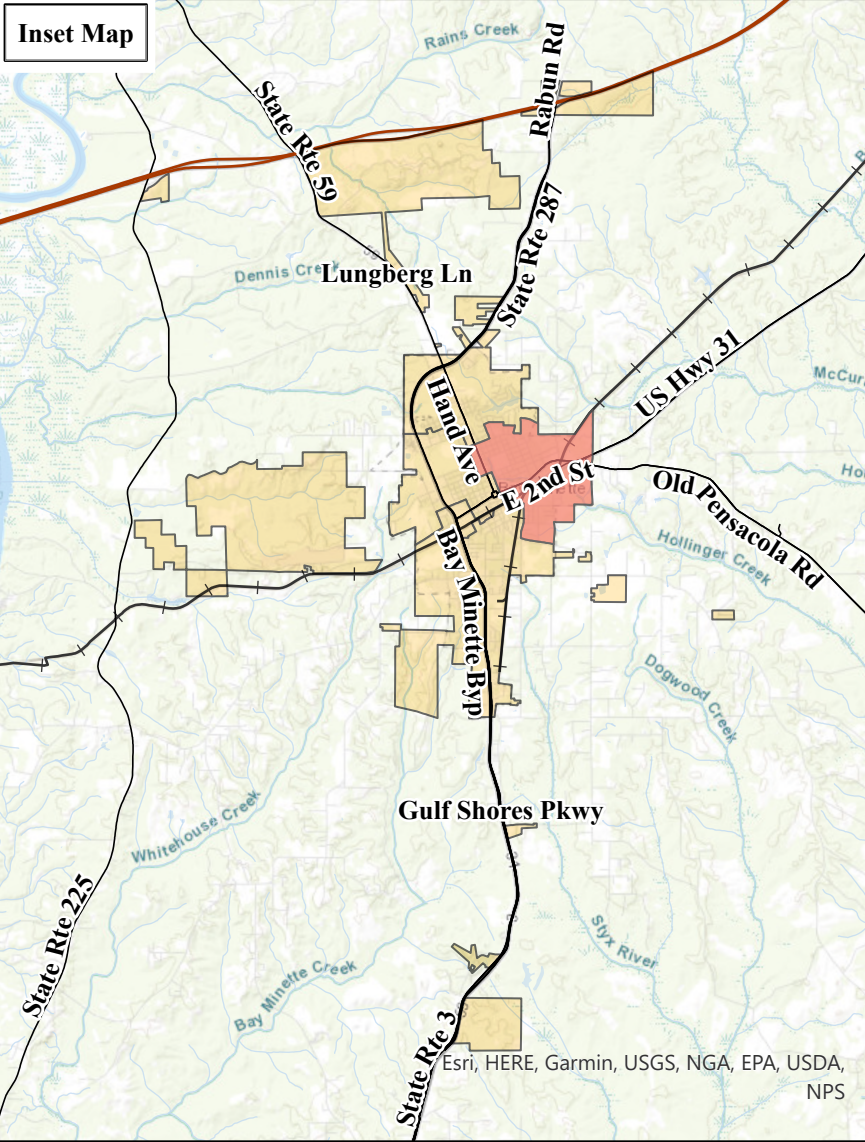 Inset Map
Rains Creek
Rabun Rd
State Rte 59
State Rte 287
Dennis Creek
Lungberg Ln
US Hwy 31
Hand Ave
E 2nd St
Old Pensacola Rd
Hollinger Creek
Bay Minette Byp
Dogwood Creek
Gulf Shores Pkwy
Whitehouse Creek
State Rte 225
Styx River
Bay Minette Creek
State Rte 3
Esri, HERE, Garmin, USGS, NGA, EPA, USDA,
NPS